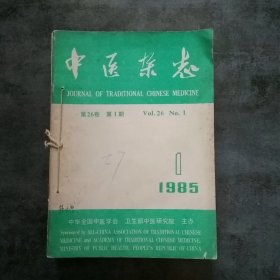 中医杂志
JOURNAL OF TRADITIONAL CHINESE MEDICINE
第26卷 第1期 Vol.26 No.1
1
1985
中华全国中医学会 卫生部中医研究院 主办
Sponsored by ALL-CHINA ASSOCIATION OF TRADITIONAL CHINESE
MEDICINE and ACADEMY OF TRADITIONAL CHINESE MEDICINE,
MINISTRY OF PUBLIC HEALTH, PEOPLE'S REPUBLIC OF CHINA